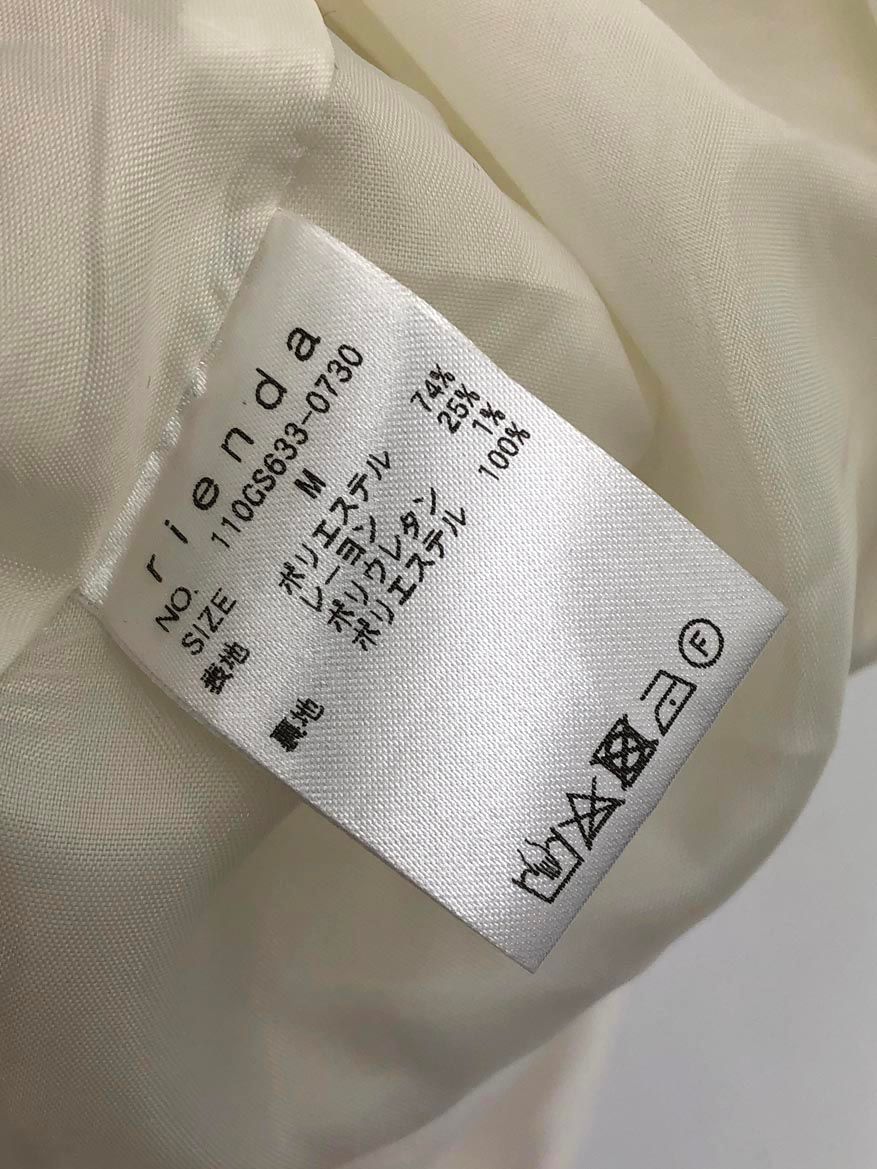 rienda
NO. 110GS633-0730
SIZE M
表地 ポリエステル 74%
レーヨン 25%
ポリウレタン 1%
裏地 ポリエステル 100%
F